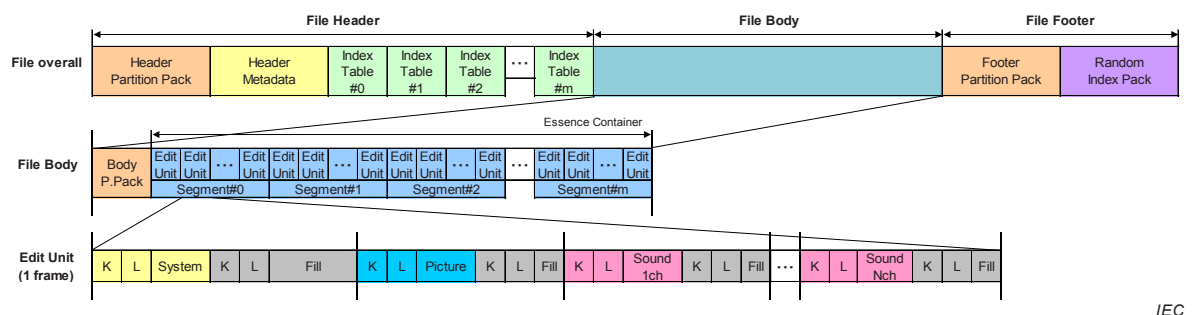 File Header File Body File Footer
File overall
Header Partition Pack
Header Metadata
Index Table #0
Index Table #1
Index Table #2
...
Index Table #m
Footer Partition Pack
Random Index Pack
Essence Container
File Body
Body P.Pack
Edit Unit Edit Unit ... Edit Unit Edit Unit Edit Unit ... Edit Unit Edit Unit Edit Unit ... Edit Unit ... Edit Unit Edit Unit ... Edit Unit
Segment#0 Segment#1 Segment#2 Segment#m
Edit Unit
(1 frame)
K L System K L Fill K L Picture K L Fill K L Sound 1ch K L Fill ... K L Sound Nch K L Fill
IEC